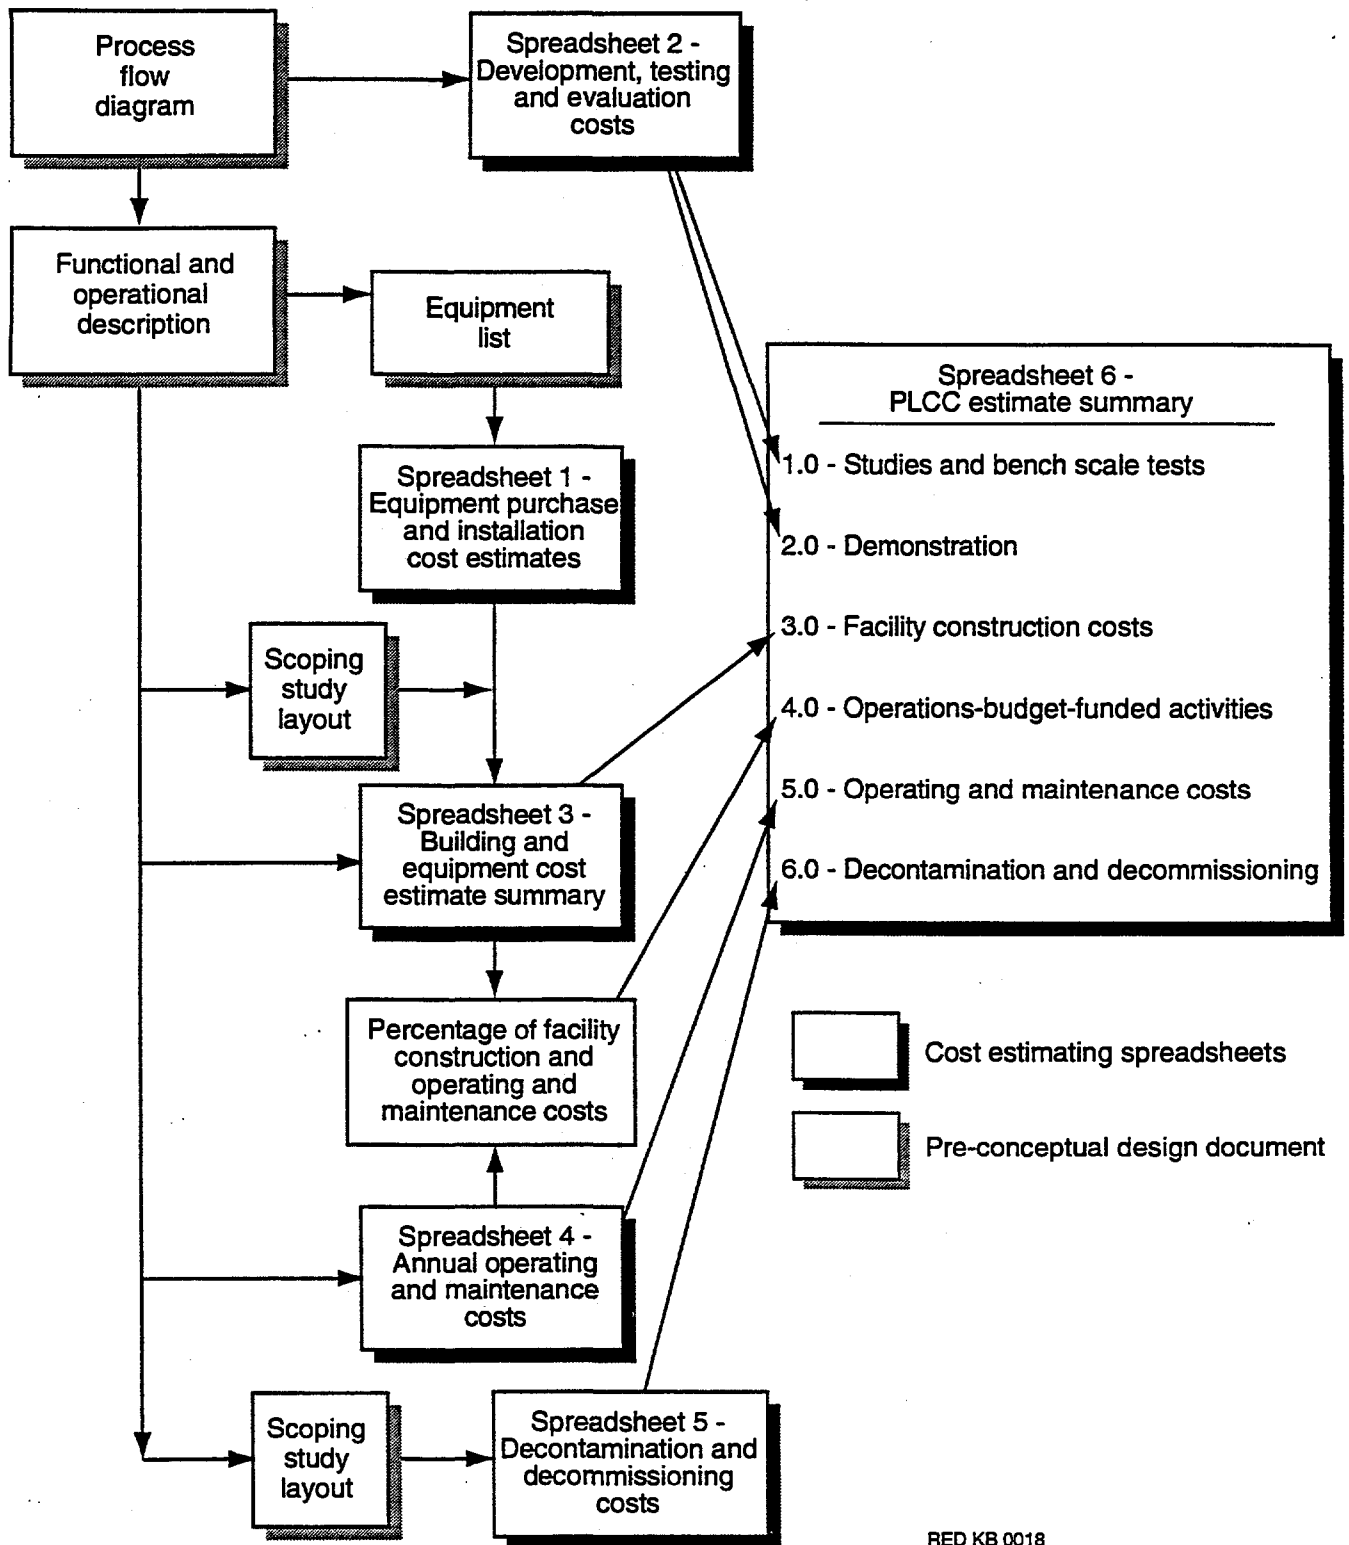 Process
flow
diagram
Spreadsheet 2 -
Development, testing
and evaluation
costs
Functional and
operational
description
Equipment
list
Spreadsheet 6 -
PLCC estimate summary
1.0 - Studies and bench scale tests
2.0 - Demonstration
3.0 - Facility construction costs
4.0 - Operations-budget-funded activities
5.0 - Operating and maintenance costs
6.0 - Decontamination and decommissioning
Spreadsheet 1 -
Equipment purchase
and installation
cost estimates
Scoping
study
layout
Spreadsheet 3 -
Building and
equipment cost
estimate summary
Percentage of facility
construction and
operating and
maintenance costs
Cost estimating spreadsheets
Pre-conceptual design document
Spreadsheet 4 -
Annual operating
and maintenance
costs
Scoping
study
layout
Spreadsheet 5 -
Decontamination and
decommissioning
costs
RED KB 0018